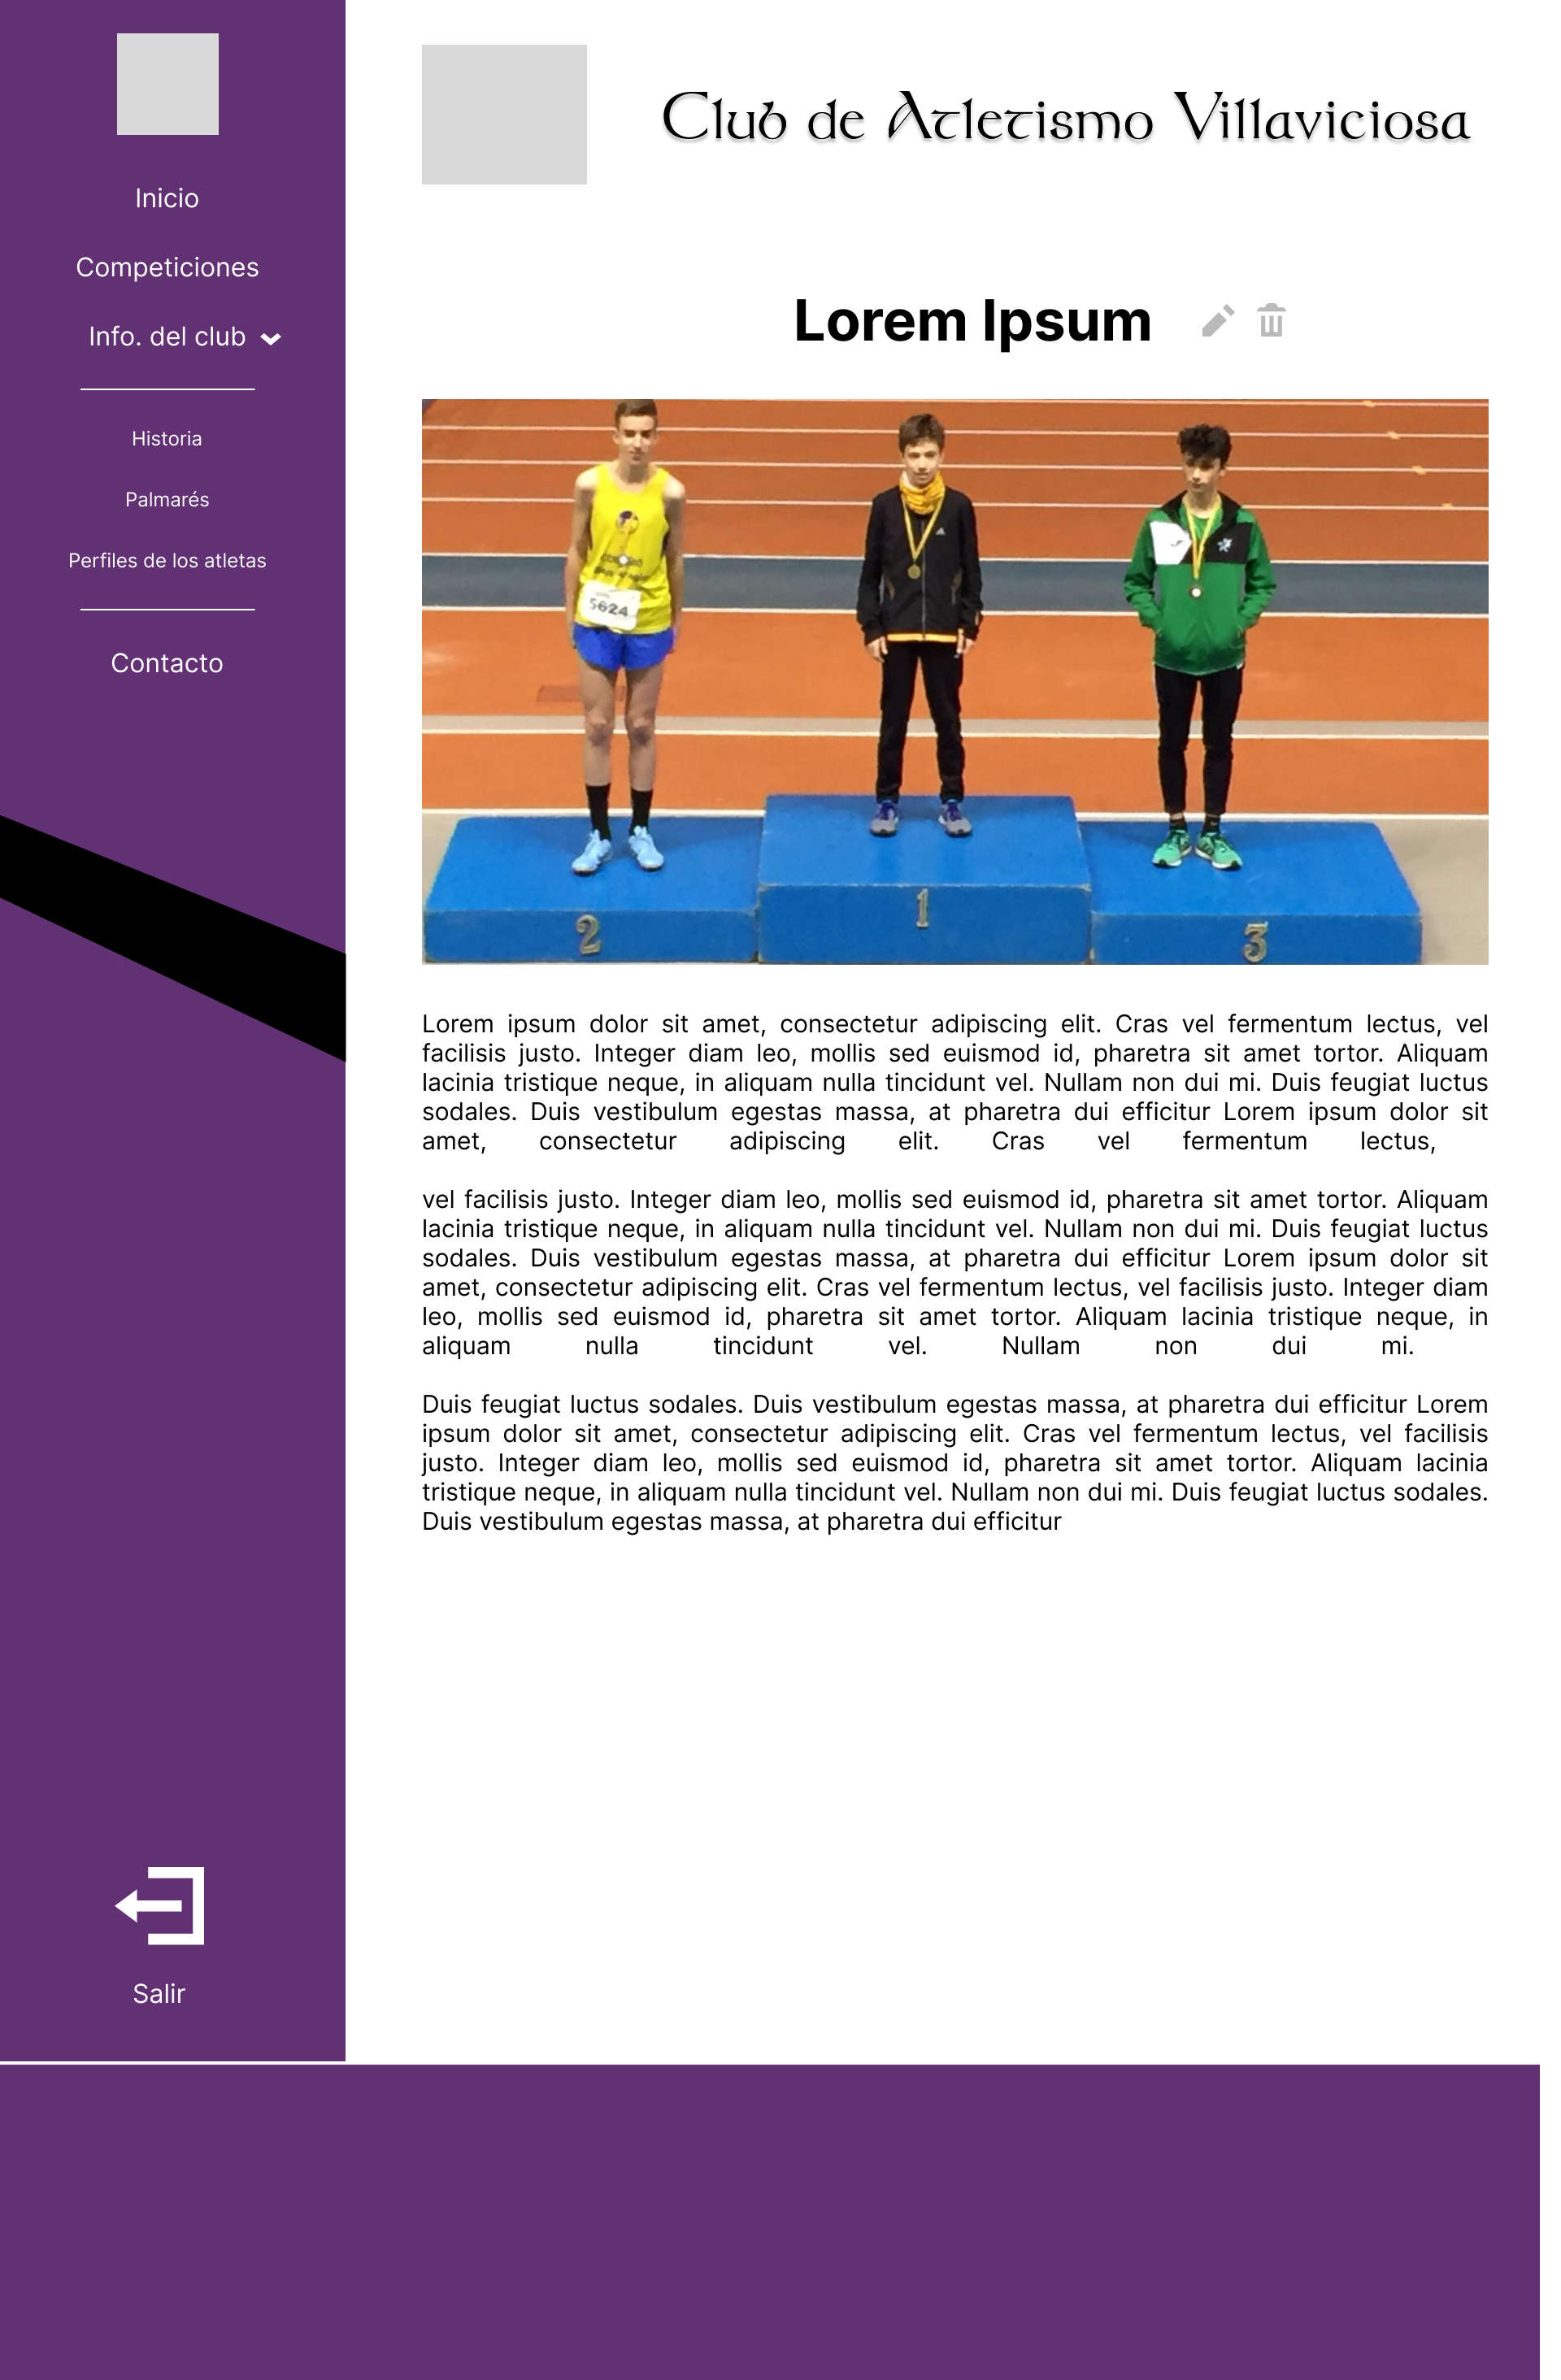 Inicio
Competiciones
Info. del club
Historia
Palmarés
Perfiles de los atletas
Contacto
Salir
Club de Atletismo Villaviciosa
Lorem Ipsum
5624
2
1
3
Lorem ipsum dolor sit amet, consectetur adipiscing elit. Cras vel fermentum lectus, vel
facilisis justo. Integer diam leo, mollis sed euismod id, pharetra sit amet tortor. Aliquam
lacinia tristique neque, in aliquam nulla tincidunt vel. Nullam non dui mi. Duis feugiat luctus
sodales. Duis vestibulum egestas massa, at pharetra dui efficitur Lorem ipsum dolor sit
amet, consectetur adipiscing elit. Cras vel fermentum lectus,
vel facilisis justo. Integer diam leo, mollis sed euismod id, pharetra sit amet tortor. Aliquam
lacinia tristique neque, in aliquam nulla tincidunt vel. Nullam non dui mi. Duis feugiat luctus
sodales. Duis vestibulum egestas massa, at pharetra dui efficitur Lorem ipsum dolor sit
amet, consectetur adipiscing elit. Cras vel fermentum lectus, vel facilisis justo. Integer diam
leo, mollis sed euismod id, pharetra sit amet tortor. Aliquam lacinia tristique neque, in
aliquam nulla tincidunt vel. Nullam non dui mi.
Duis feugiat luctus sodales. Duis vestibulum egestas massa, at pharetra dui efficitur Lorem
ipsum dolor sit amet, consectetur adipiscing elit. Cras vel fermentum lectus, vel facilisis
justo. Integer diam leo, mollis sed euismod id, pharetra sit amet tortor. Aliquam lacinia
tristique neque, in aliquam nulla tincidunt vel. Nullam non dui mi. Duis feugiat luctus sodales.
Duis vestibulum egestas massa, at pharetra dui efficitur